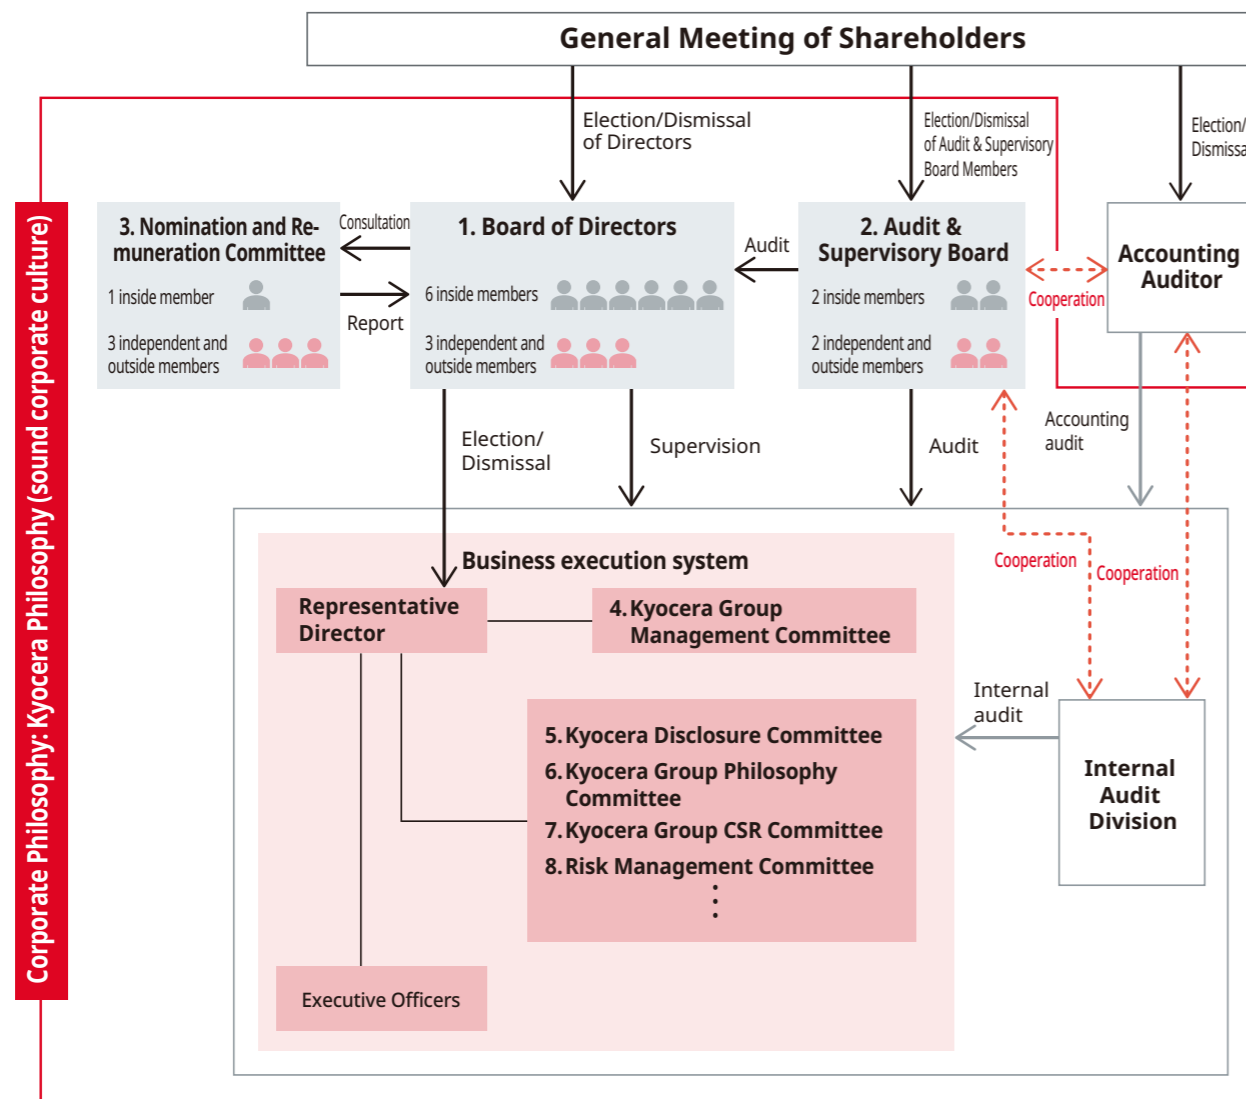 General Meeting of Shareholders
Election/Dismissal
of Directors
Election/Dismissal
of Audit & Supervisory
Board Members
Election/
Dismissa
Corporate Philosophy: Kyocera Philosophy (sound corporate culture)
3. Nomination and Re-
muneration Committee
1 inside member
3 independent and
outside members
Consultation
Report
1. Board of Directors
6 inside members
3 independent and
outside members
Audit
2. Audit &
Supervisory Board
2 inside members
2 independent and
outside members
Cooperation
Accounting
Auditor
Election/
Dismissal
Supervision
Audit
Accounting
audit
Cooperation
Cooperation
Business execution system
Representative
Director
4. Kyocera Group
Management Committee
5. Kyocera Disclosure Committee
6. Kyocera Group Philosophy
Committee
7. Kyocera Group CSR Committee
8. Risk Management Committee
Internal
audit
Internal
Audit
Division
Executive Officers